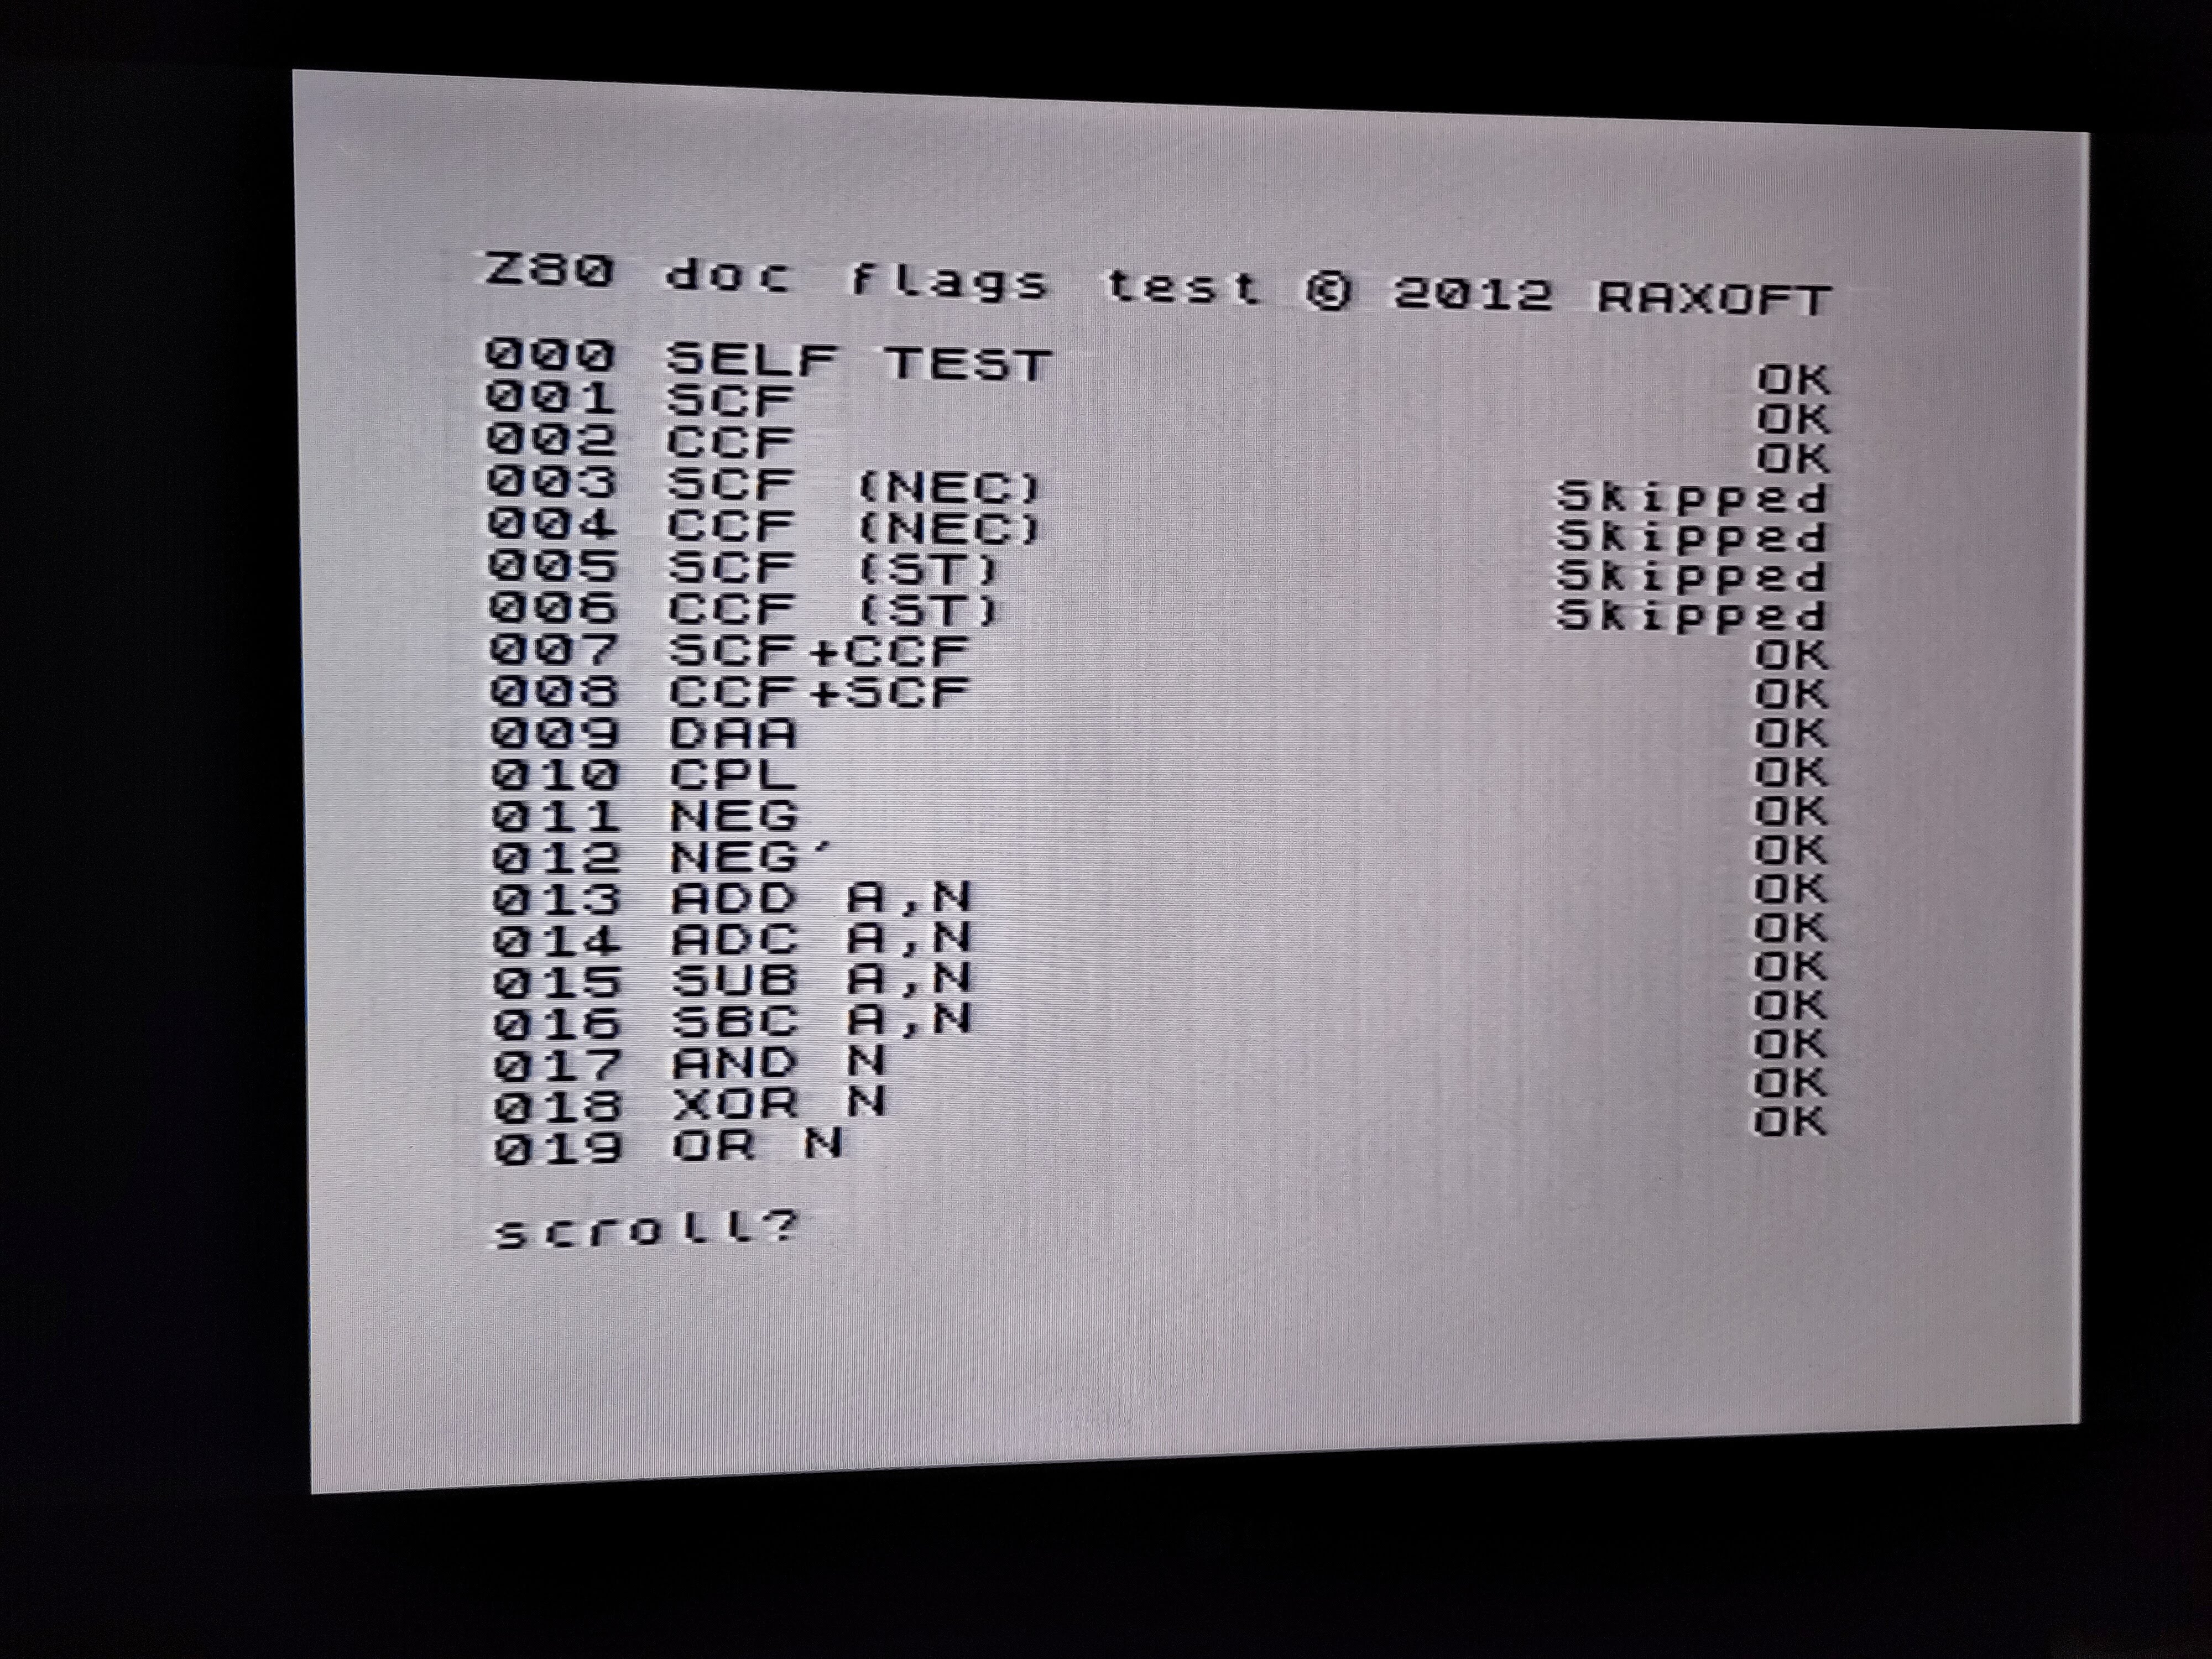 Z80 doc flags test © 2012 RAXOFT
000 SELF TEST OK
001 SCF OK
002 CCF OK
003 SCF (NEC) Skipped
004 CCF (NEC) Skipped
005 SCF (ST) Skipped
006 CCF (ST) Skipped
007 SCF+CCF OK
008 CCF+SCF OK
009 DAA OK
010 CPL OK
011 NEG OK
012 NEG' OK
013 ADD A,N OK
014 ADC A,N OK
015 SUB A,N OK
016 SBC A,N OK
017 AND N OK
018 XOR N OK
019 OR N OK
scroll?